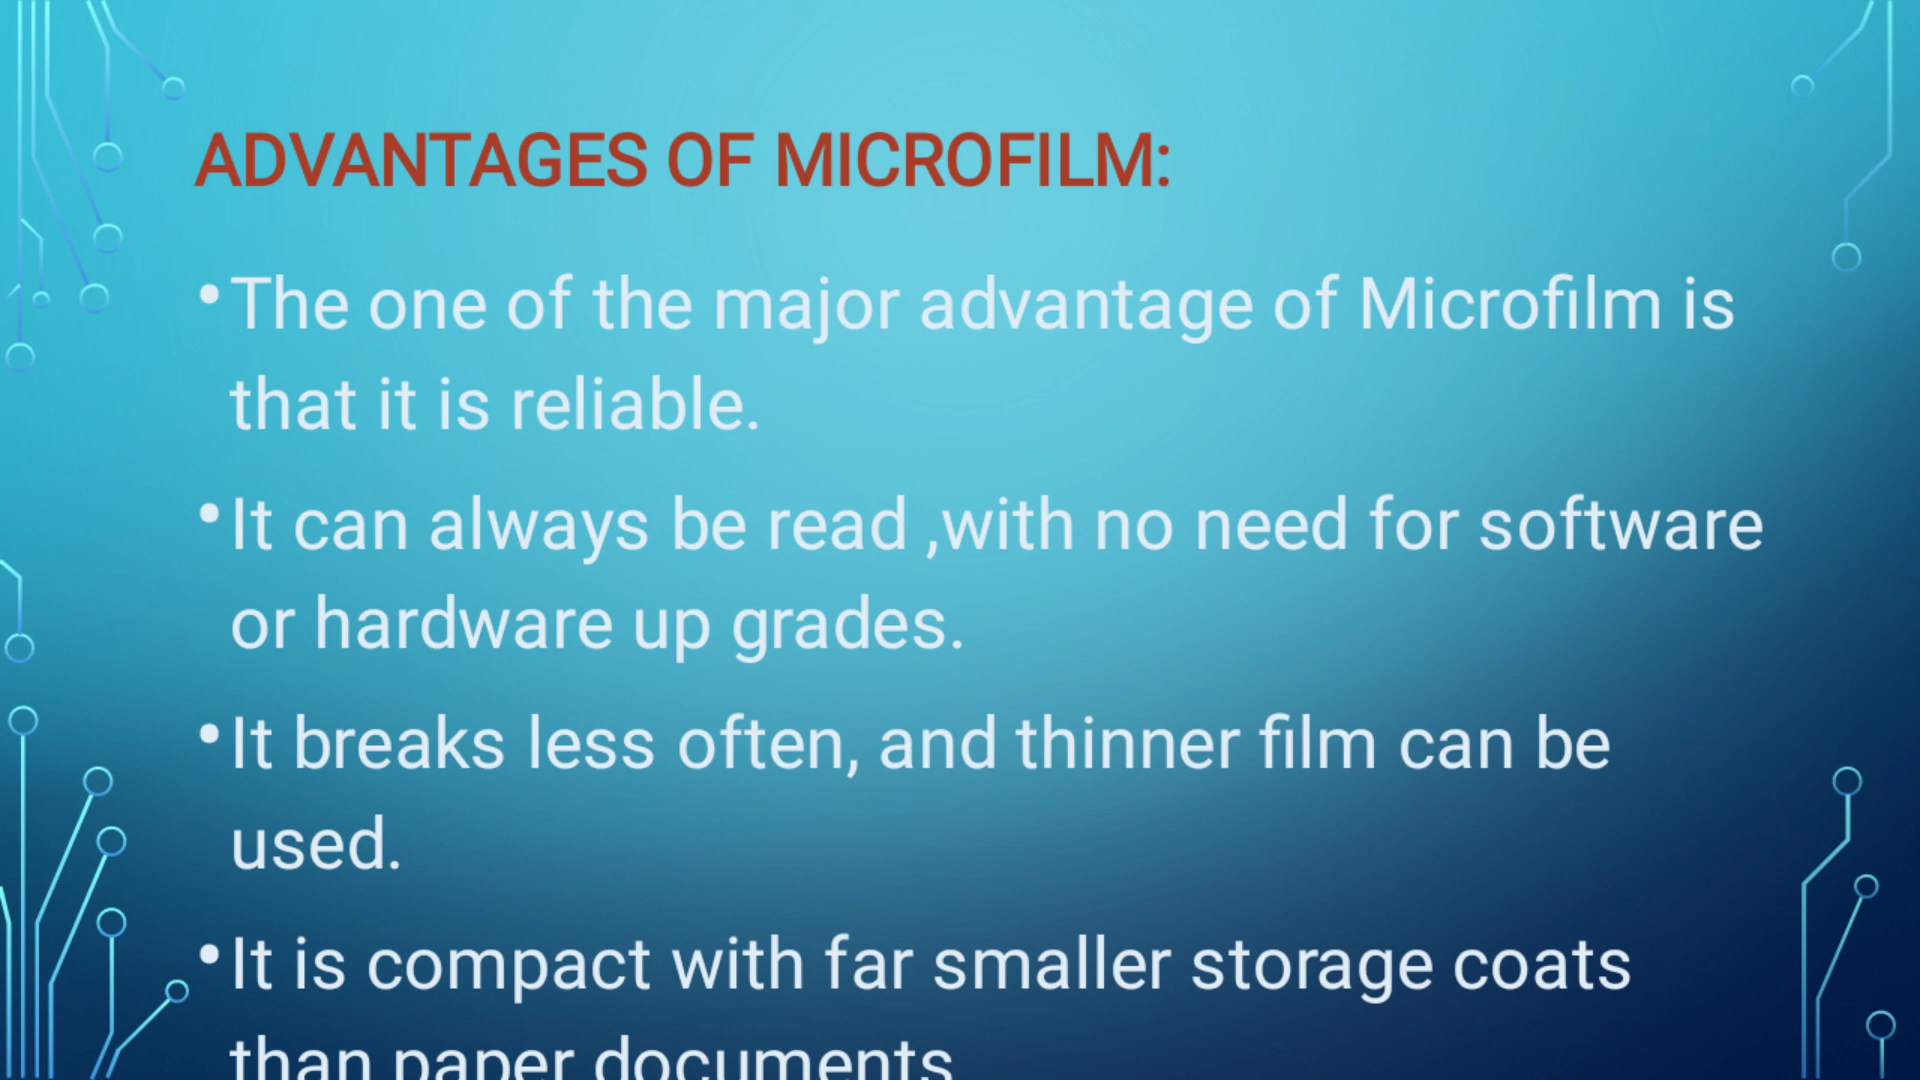 ADVANTAGES OF MICROFILM:
• The one of the major advantage of Microfilm is
that it is reliable.
• It can always be read ,with no need for software
or hardware up grades.
• It breaks less often, and thinner film can be
used.
• It is compact with far smaller storage coats
than paper documents